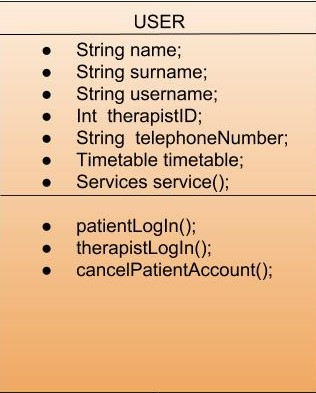 USER
● String name;
● String surname;
● String username;
● Int  therapistID;
● String  telephoneNumber;
● Timetable timetable;
● Services service();
● patientLogIn();
● therapistLogIn();
● cancelPatientAccount();